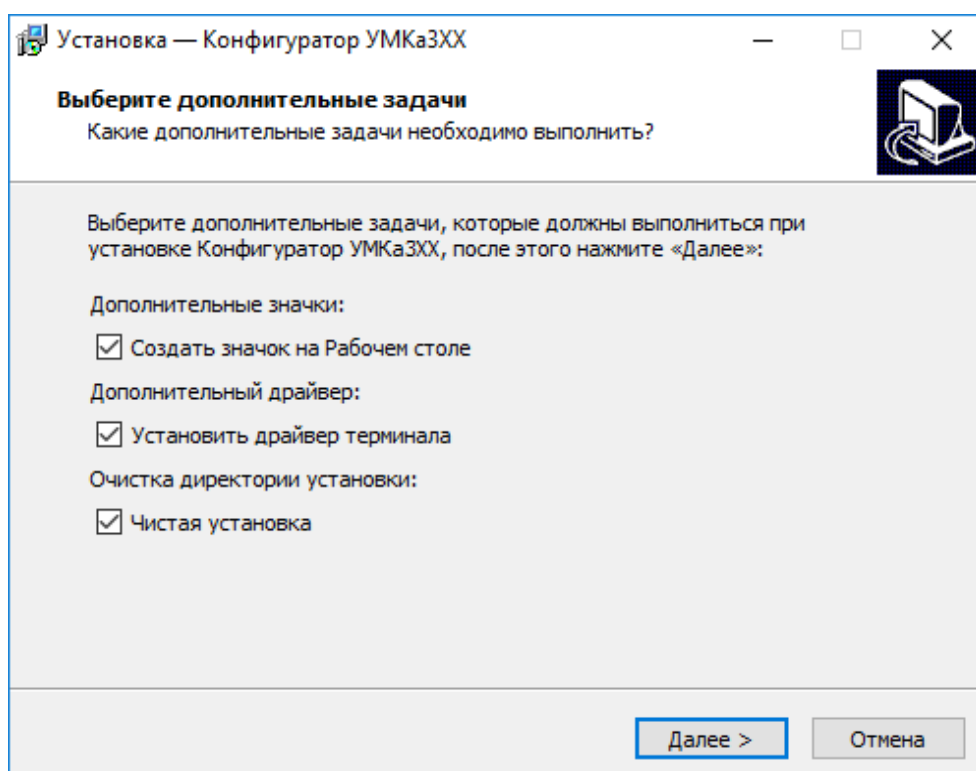 Установка — Конфигуратор УМКа3XX
Выберите дополнительные задачи
Какие дополнительные задачи необходимо выполнить?
Выберите дополнительные задачи, которые должны выполниться при
установке Конфигуратор УМКа3XX, после этого нажмите «Далее»:
Дополнительные значки:
Создать значок на Рабочем столе
Дополнительный драйвер:
Установить драйвер терминала
Очистка директории установки:
Чистая установка
Далее >
Отмена